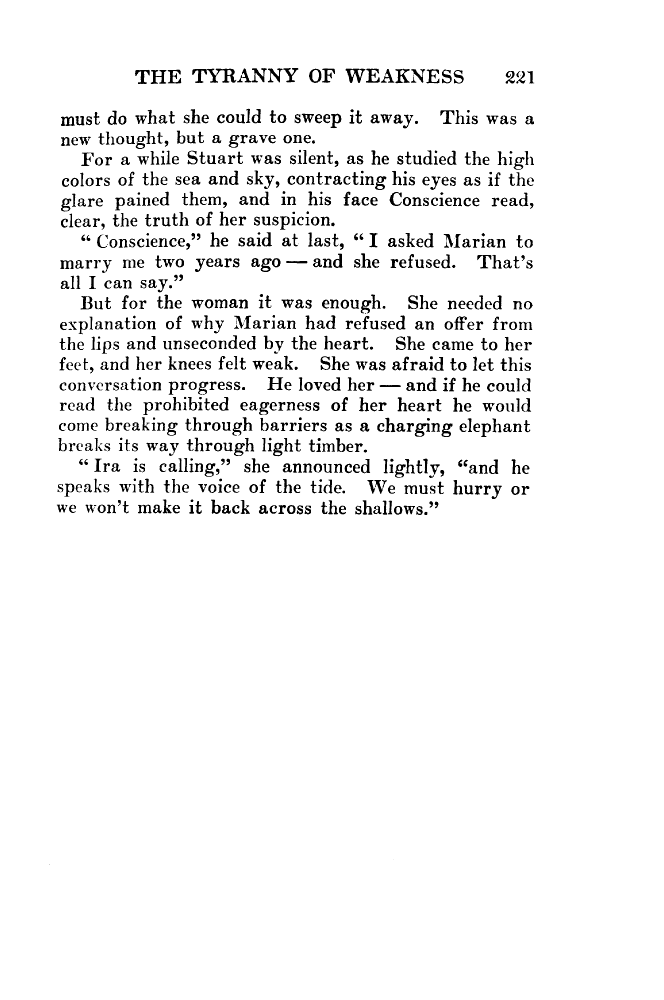 THE TYRANNY OF WEAKNESS 221
must do what she could to sweep it away. This was a
new thought, but a grave one.
For a while Stuart was silent, as he studied the high
colors of the sea and sky, contracting his eyes as if the
glare pained them, and in his face Conscience read,
clear, the truth of her suspicion.
“ Conscience,” he said at last, “ I asked Marian to
marry me two years ago — and she refused. That’s
all I can say.”
But for the woman it was enough. She needed no
explanation of why Marian had refused an offer from
the lips and unseconded by the heart. She came to her
feet, and her knees felt weak. She was afraid to let this
conversation progress. He loved her — and if he could
read the prohibited eagerness of her heart he would
come breaking through barriers as a charging elephant
breaks its way through light timber.
“ Ira is calling,” she announced lightly, “and he
speaks with the voice of the tide. We must hurry or
we won’t make it back across the shallows.”